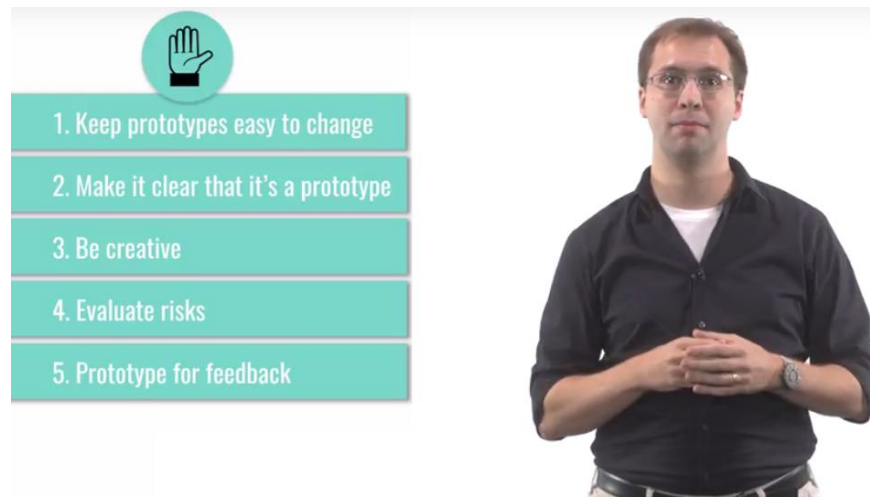 1. Keep prototypes easy to change
2. Make it clear that it's a prototype
3. Be creative
4. Evaluate risks
5. Prototype for feedback